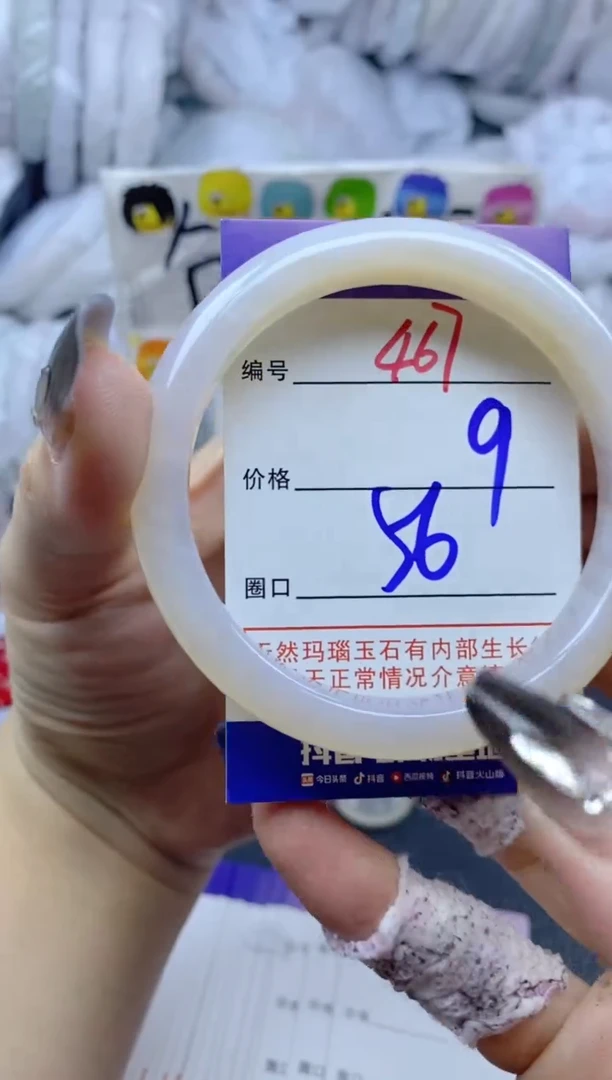 编号 467
价格 9
圈口 56
然玛瑙玉石有内部生长
正常情况介意
今日头条 抖音 西瓜视频 抖音火山版